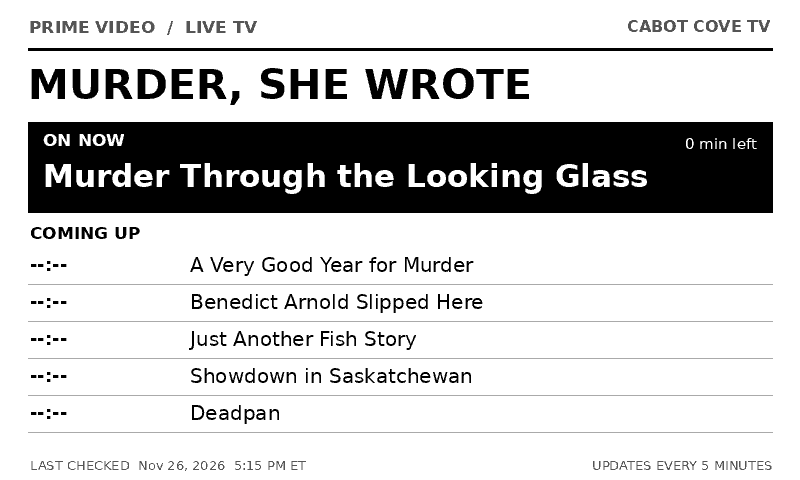 PRIME VIDEO / LIVE TV
CABOT COVE TV
MURDER, SHE WROTE
ON NOW
0 min left
Murder Through the Looking Glass
COMING UP
--:-- A Very Good Year for Murder
--:-- Benedict Arnold Slipped Here
--:-- Just Another Fish Story
--:-- Showdown in Saskatchewan
--:-- Deadpan
LAST CHECKED Nov 26, 2026 5:15 PM ET
UPDATES EVERY 5 MINUTES